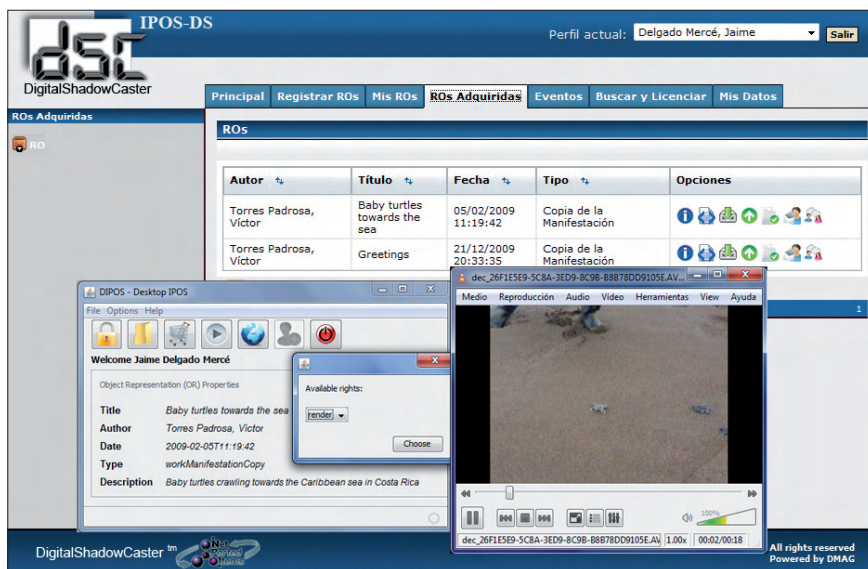 IPOS-DS
dsc
DigitalShadowCaster
Perfil actual: Delgado Mercé, Jaime Salir
Principal Registrar ROs Mis ROs ROs Adquiridas Eventos Buscar y Licenciar Mis Datos
ROs Adquiridas
RO
ROs
Autor Título Fecha Tipo Opciones
Torres Padrosa, Víctor Baby turtles towards the sea 05/02/2009 11:19:42 Copia de la Manifestación
Torres Padrosa, Víctor Greetings 21/12/2009 20:33:35 Copia de la Manifestación
1
DIPOS - Desktop IPOS
File Options Help
Welcome Jaime Delgado Mercé
Object Representation (OR) Properties
Title Baby turtles towards the sea
Author Torres Padrosa, Víctor
Date 2009-02-05T11:19:42
Type workManifestationCopy
Description Baby turtles crawling towards the Caribbean sea in Costa Rica
Available rights:
render
Choose
dec_26F1E5E9-5C8A-3ED9-8C9B-B8B78DD9105E.AV...
Medio Reproducción Audio Video Herramientas View Ayuda
100%
dec_26F1E5E9-5C8A-3ED9-8C9B-B8B78DD9105E.AV 1.00x 00:02/00:18
DigitalShadowCaster tm
All rights reserved
Powered by DMAG